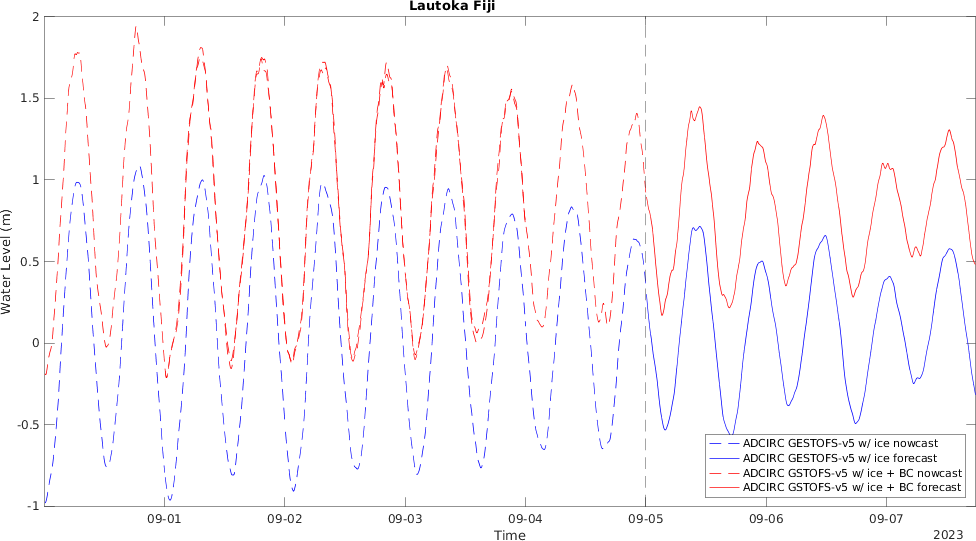 Lautoka Fiji
2
1.5
1
0.5
0
-0.5
-1
Water Level (m)
09-01 09-02 09-03 09-04 09-05 09-06 09-07
Time
2023
ADCIRC GESTOFS-v5 w/ ice nowcast
ADCIRC GESTOFS-v5 w/ ice forecast
ADCIRC GSTOFS-v5 w/ ice + BC nowcast
ADCIRC GSTOFS-v5 w/ ice + BC forecast